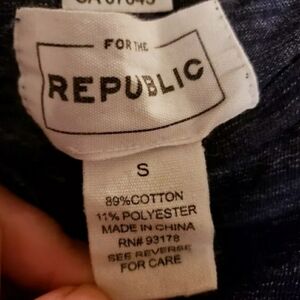 FOR THE
REPUBLIC
S
89%COTTON
11% POLYESTER
MADE IN CHINA
RN# 93178
SEE REVERSE
FOR CARE